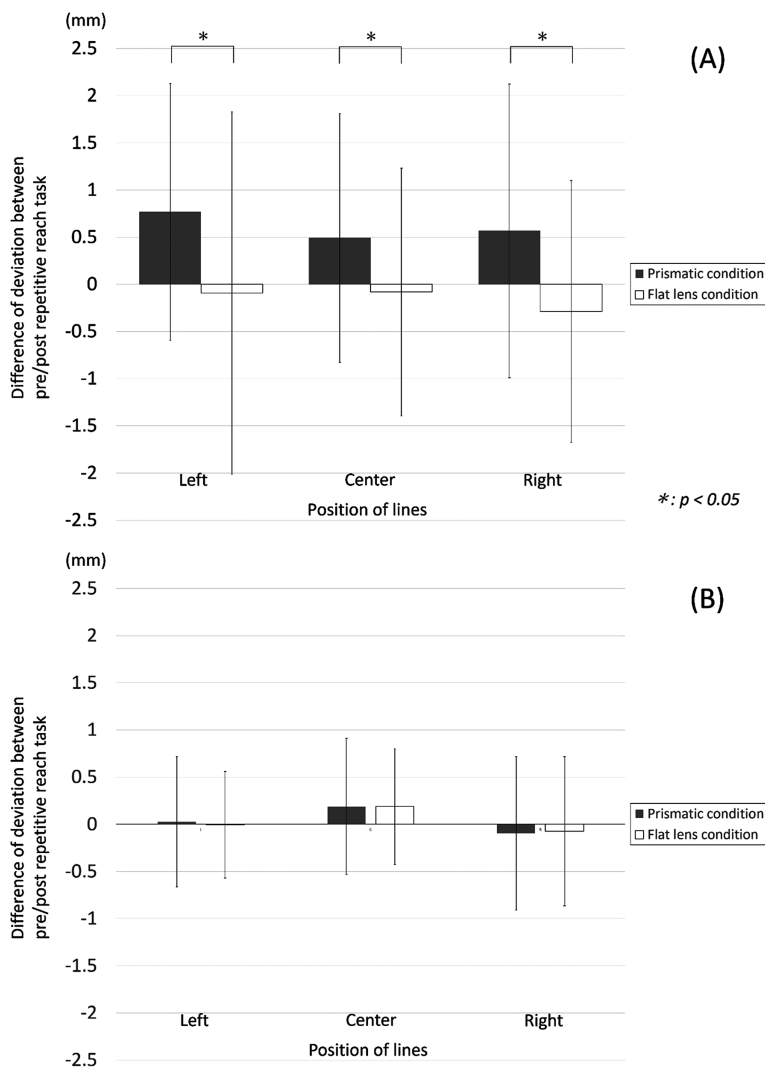 (mm)
(A)
* * *
2.5
2
1.5
1
0.5
0
-0.5
-1
-1.5
-2
-2.5
Difference of deviation between
pre/post repetitive reach task
Prismatic condition
Flat lens condition
Left Center Right
Position of lines
*: p < 0.05
(mm)
(B)
2.5
2
1.5
1
0.5
0
-0.5
-1
-1.5
-2
-2.5
Difference of deviation between
pre/post repetitive reach task
L C R
Prismatic condition
Flat lens condition
Left Center Right
Position of lines